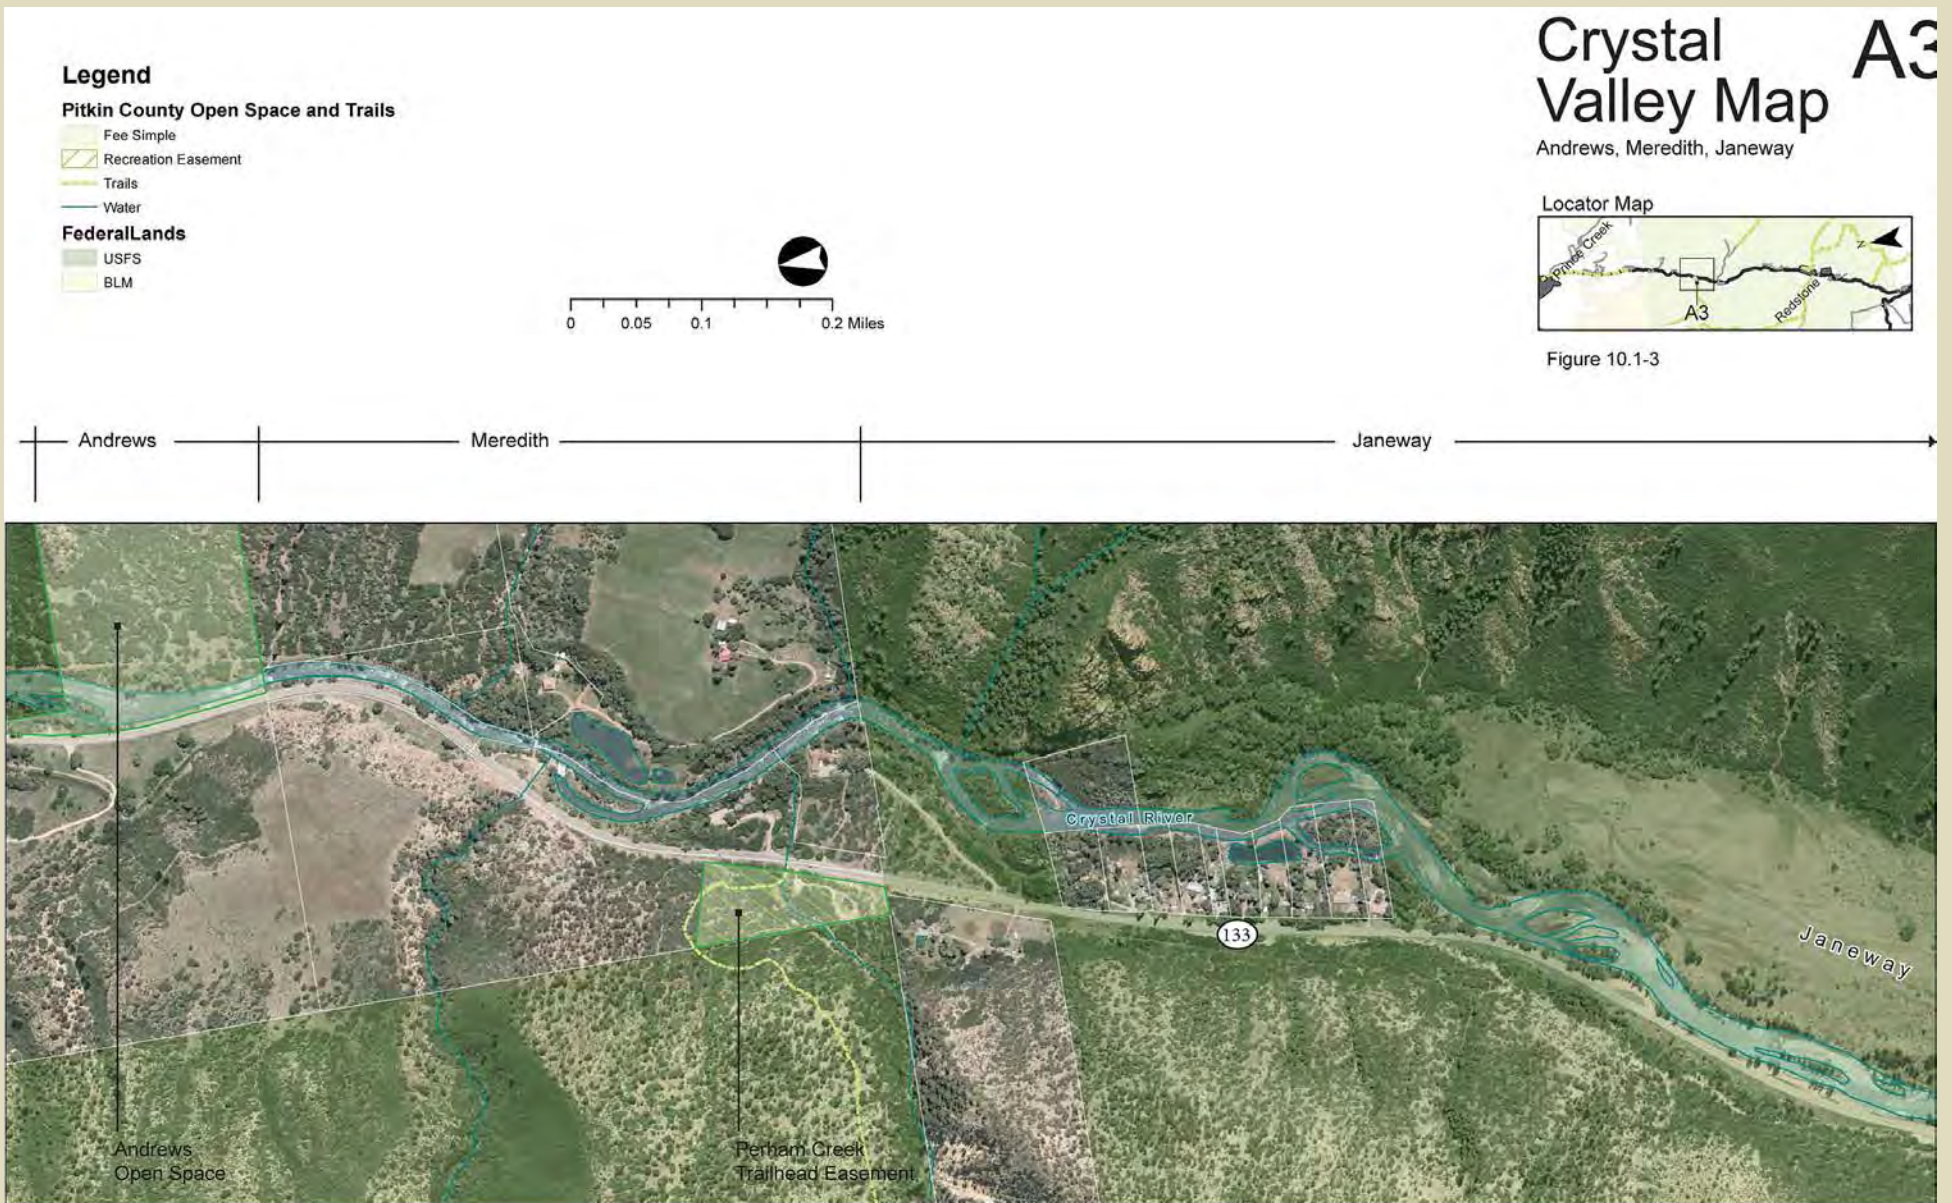 Crystal
Valley Map
A3
Andrews, Meredith, Janeway
Legend
Pitkin County Open Space and Trails
Fee Simple
Recreation Easement
Trails
Water
FederalLands
USFS
BLM
0 0.05 0.1 0.2 Miles
Locator Map
Prince Creek
Redstone
A3
N
Figure 10.1-3
Andrews
Meredith
Janeway
Crystal River
133
Janeway
Andrews
Open Space
Perham Creek
Trailhead Easement